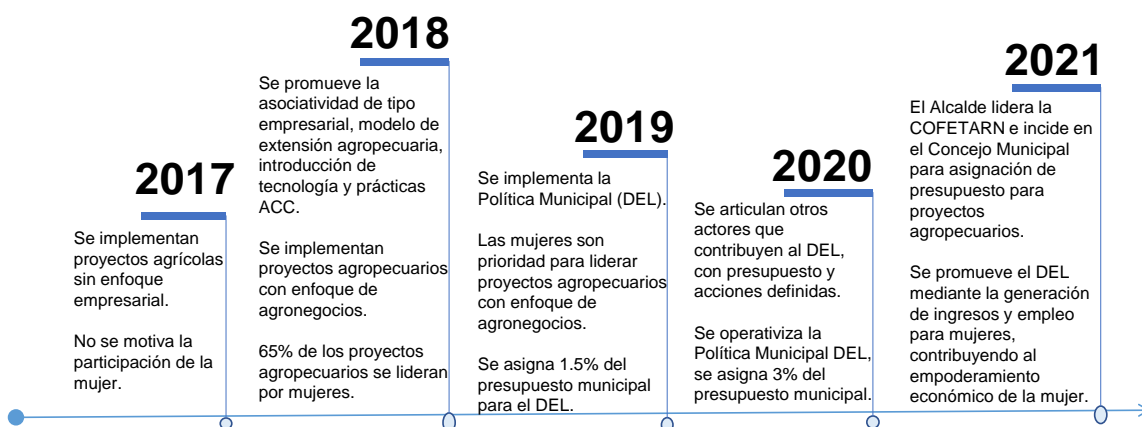 2017
Se implementan
proyectos agrícolas
sin enfoque
empresarial.
No se motiva la
participación de la
mujer.
2018
Se promueve la
asociatividad de tipo
empresarial, modelo de
extensión agropecuaria,
introducción de
tecnología y prácticas
ACC.
Se implementan
proyectos agropecuarios
con enfoque de
agronegocios.
65% de los proyectos
agropecuarios se lideran
por mujeres.
2019
Se implementa la
Política Municipal (DEL).
Las mujeres son
prioridad para liderar
proyectos agropecuarios
con enfoque de
agronegocios.
Se asigna 1.5% del
presupuesto municipal
para el DEL.
2020
Se articulan otros
actores que
contribuyen al DEL,
con presupuesto y
acciones definidas.
Se operativiza la
Política Municipal DEL,
se asigna 3% del
presupuesto municipal.
2021
El Alcalde lidera la
COFETARN e incide en
el Concejo Municipal
para asignación de
presupuesto para
proyectos
agropecuarios.
Se promueve el DEL
mediante la generación
de ingresos y empleo
para mujeres,
contribuyendo al
empoderamiento
económico de la mujer.